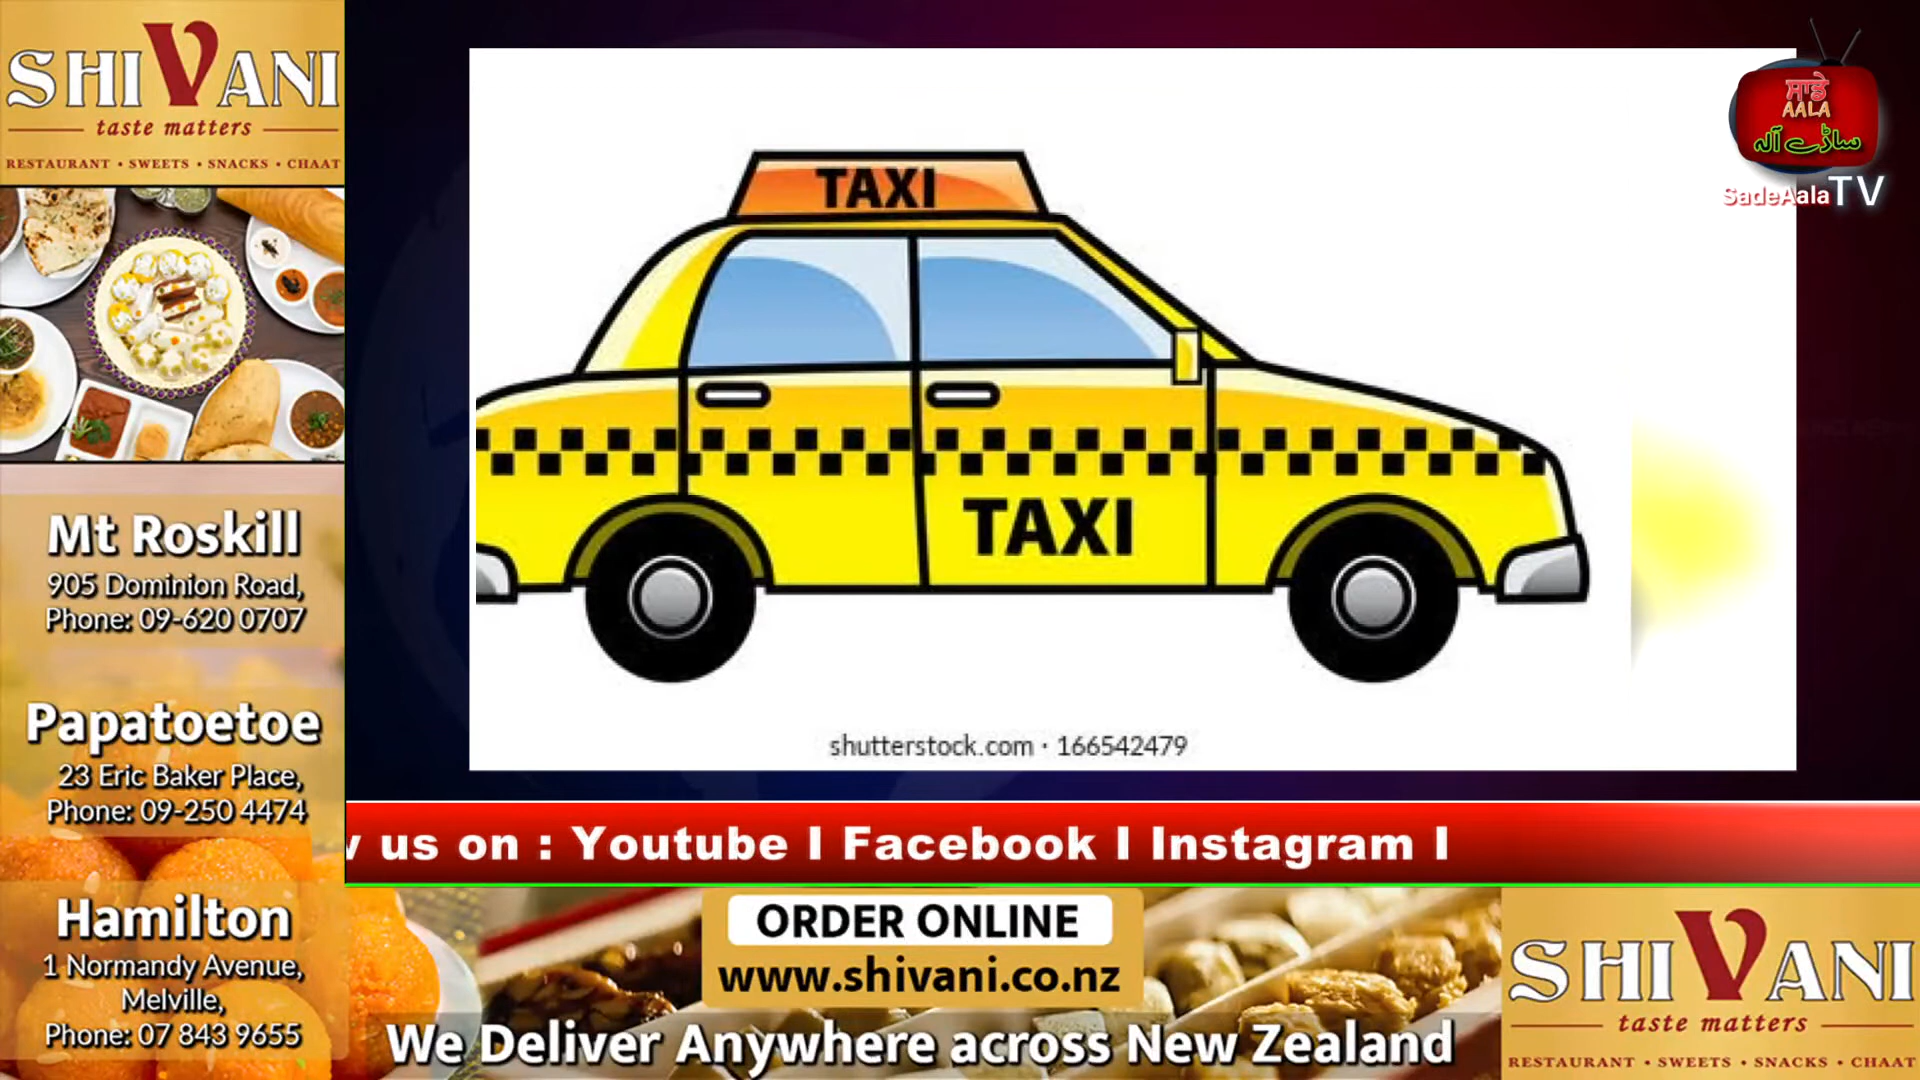 SHIVANI
taste matters
RESTAURANT • SWEETS • SNACKS • CHAAT
Mt Roskill
905 Dominion Road,
Phone: 09-620 0707
Papatoetoe
23 Eric Baker Place,
Phone: 09-250 4474
Hamilton
1 Normandy Avenue,
Melville,
Phone: 07 843 9655
TAXI
TAXI
shutterstock.com · 166542479
ਸਾਡੇ
AALA
ساڈے آلہ
SadeAalaTV
us on : Youtube I Facebook I Instagram I
ORDER ONLINE
www.shivani.co.nz
We Deliver Anywhere across New Zealand
SHIVANI
taste matters
RESTAURANT • SWEETS • SNACKS • CHAAT